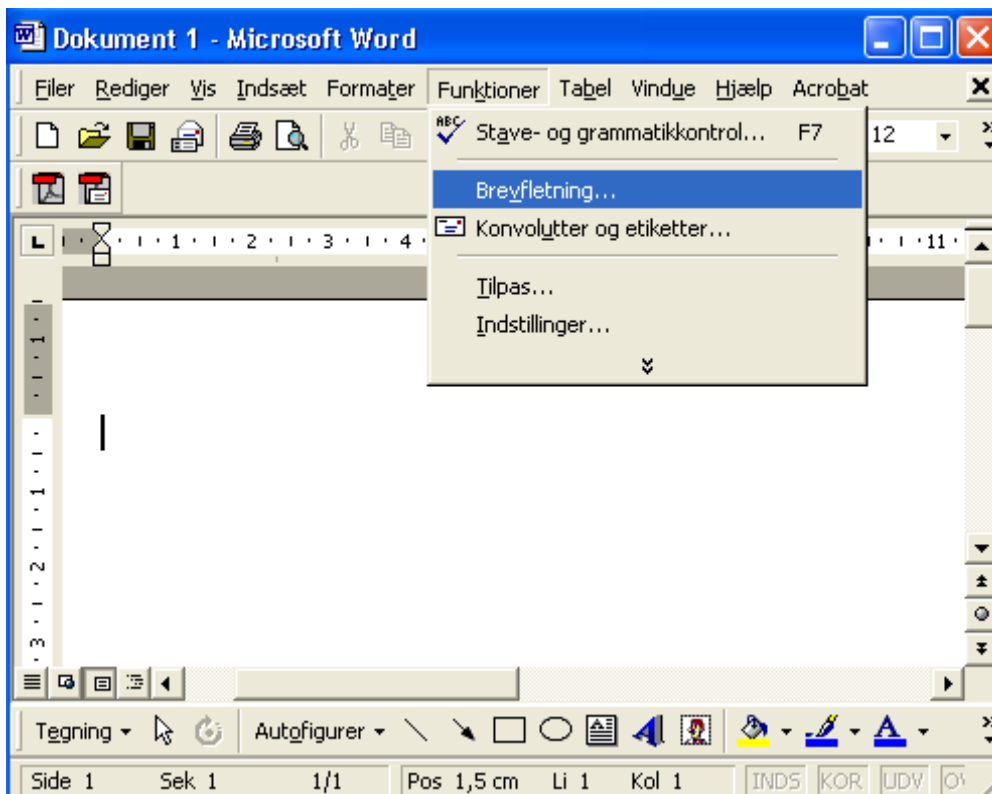 Dokument 1 - Microsoft Word
Filer Rediger Vis Indsæt Formater Funktioner Tabel Vindue Hjælp Acrobat
ABC Stave- og grammatikkontrol... F7
12
Brevfletning...
Konvolutter og etiketter...
L 1 2 3 4 11
Tilpas...
Indstillinger...
1
1
2
3
Tegning Autofigurer
Side 1 Sek 1 1/1 Pos 1,5 cm Li 1 Kol 1 INDS KOR UDV